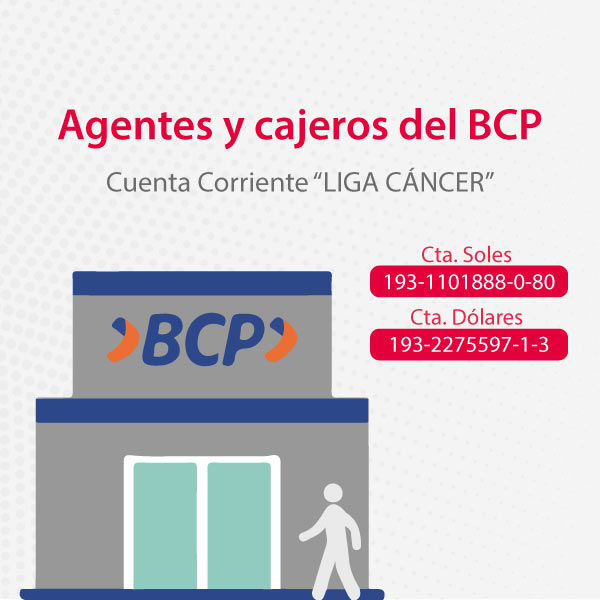 Agentes y cajeros del BCP
Cuenta Corriente “LIGA CÁNCER”
Cta. Soles
193-1101888-0-80
Cta. Dólares
193-2275597-1-3
BCP